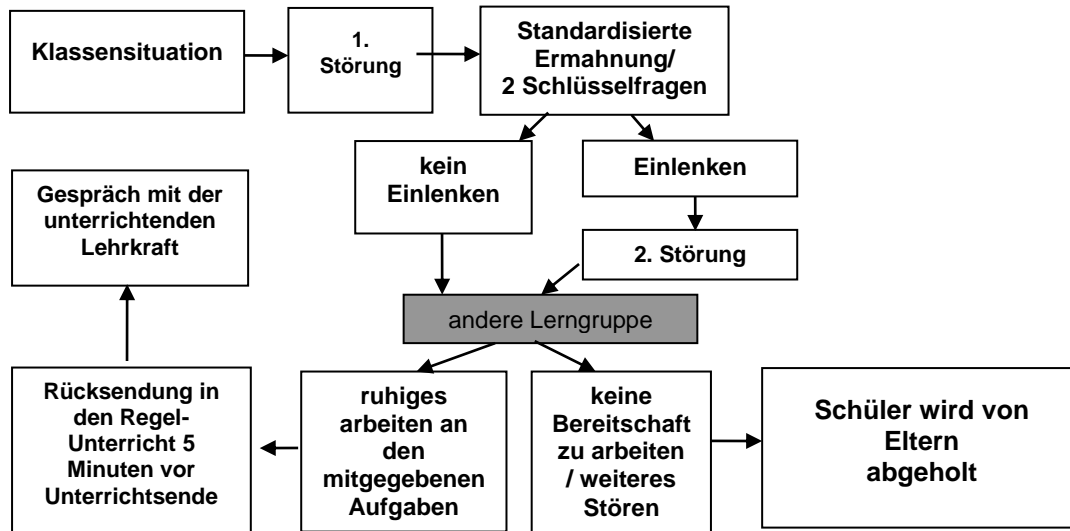 Klassensituation
1.
Störung
Standardisierte
Ermahnung/
2 Schlüsselfragen
kein
Einlenken
Einlenken
2. Störung
Gespräch mit der
unterrichtenden
Lehrkraft
andere Lerngruppe
Rücksendung in
den Regel-
Unterricht 5
Minuten vor
Unterrichtsende
ruhiges
arbeiten an
den
mitgegebenen
Aufgaben
keine
Bereitschaft
zu arbeiten
/ weiteres
Stören
Schüler wird von
Eltern
abgeholt